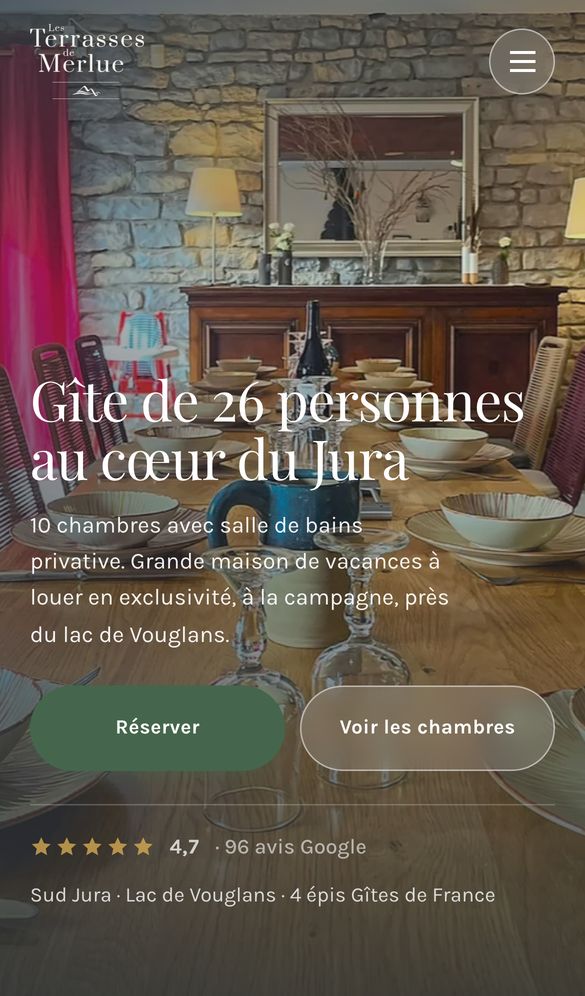 Les
Terrasses
de
Merlue
Gîte de 26 personnes
au cœur du Jura
10 chambres avec salle de bains
privative. Grande maison de vacances à
louer en exclusivité, à la campagne, près
du lac de Vouglans.
Réserver
Voir les chambres
4,7 · 96 avis Google
Sud Jura · Lac de Vouglans · 4 épis Gîtes de France